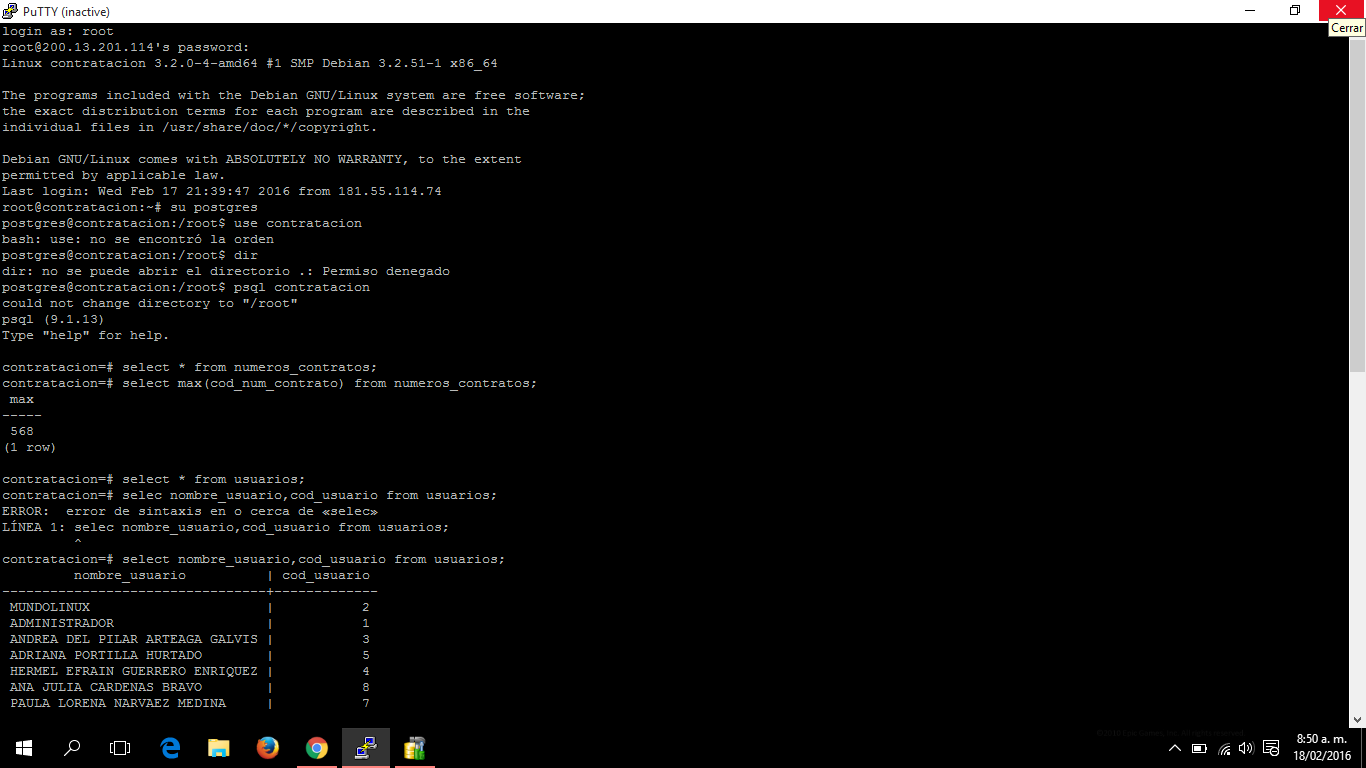 PuTTY (inactive)
Cerrar
login as: root
root@200.13.201.114's password:
Linux contratacion 3.2.0-4-amd64 #1 SMP Debian 3.2.51-1 x86_64
The programs included with the Debian GNU/Linux system are free software;
the exact distribution terms for each program are described in the
individual files in /usr/share/doc/*/copyright.
Debian GNU/Linux comes with ABSOLUTELY NO WARRANTY, to the extent
permitted by applicable law.
Last login: Wed Feb 17 21:39:47 2016 from 181.55.114.74
root@contratacion:~# su postgres
postgres@contratacion:/root$ use contratacion
bash: use: no se encontró la orden
postgres@contratacion:/root$ dir
dir: no se puede abrir el directorio .: Permiso denegado
postgres@contratacion:/root$ psql contratacion
could not change directory to "/root"
psql (9.1.13)
Type "help" for help.
contratacion=# select * from numeros_contratos;
contratacion=# select max(cod_num_contrato) from numeros_contratos;
max
-----
568
(1 row)
contratacion=# select * from usuarios;
contratacion=# selec nombre_usuario,cod_usuario from usuarios;
ERROR:  error de sintaxis en o cerca de «selec»
LÍNEA 1: selec nombre_usuario,cod_usuario from usuarios;
^
contratacion=# select nombre_usuario,cod_usuario from usuarios;
nombre_usuario | cod_usuario
---------------------------------+-------------
MUNDOLINUX | 2
ADMINISTRADOR | 1
ANDREA DEL PILAR ARTEAGA GALVIS | 3
ADRIANA PORTILLA HURTADO | 5
HERMEL EFRAIN GUERRERO ENRIQUEZ | 4
ANA JULIA CARDENAS BRAVO | 8
PAULA LORENA NARVAEZ MEDINA | 7
8:50 a. m.
18/02/2016